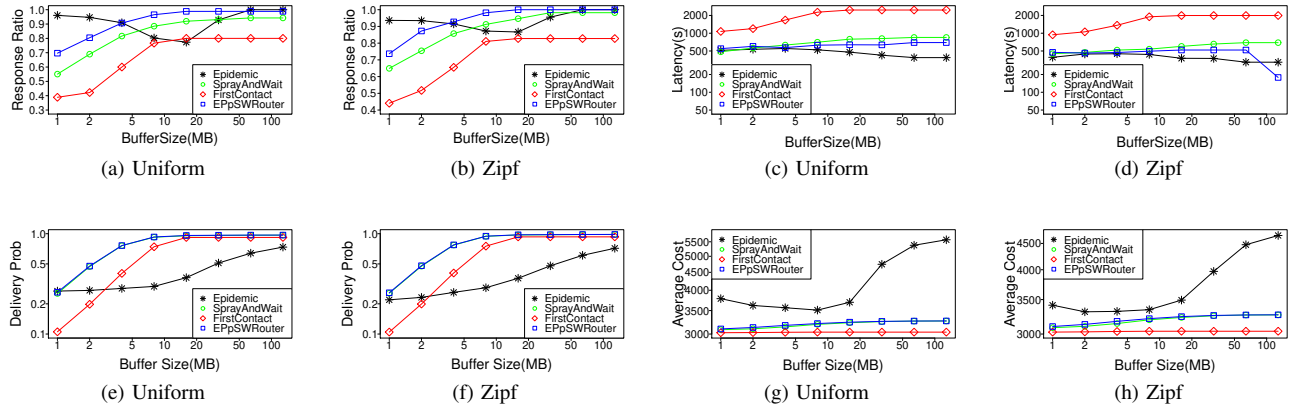 Response Ratio
1.0
0.9
0.8
0.7
0.6
0.5
0.4
0.3
Epidemic
SprayAndWait
FirstContact
EPpSWRouter
1 2 5 10 20 50 100
BufferSize(MB)
(a) Uniform
Response Ratio
1.0
0.9
0.8
0.7
0.6
0.5
0.4
Epidemic
SprayAndWait
FirstContact
EPpSWRouter
1 2 5 10 20 50 100
BufferSize(MB)
(b) Zipf
Latency(s)
2000
1000
500
200
100
50
Epidemic
SprayAndWait
FirstContact
EPpSWRouter
1 2 5 10 20 50 100
BufferSize(MB)
(c) Uniform
Latency(s)
2000
1000
500
200
100
50
Epidemic
SprayAndWait
FirstContact
EPpSWRouter
1 2 5 10 20 50 100
BufferSize(MB)
(d) Zipf
Delivery Prob
1.0
0.5
0.2
0.1
Epidemic
SprayAndWait
FirstContact
EPpSWRouter
1 2 5 10 20 50 100
Buffer Size(MB)
(e) Uniform
Delivery Prob
1.0
0.5
0.2
0.1
Epidemic
SprayAndWait
FirstContact
EPpSWRouter
1 2 5 10 20 50 100
Buffer Size(MB)
(f) Zipf
Average Cost
5500
5000
4500
4000
3500
3000
Epidemic
SprayAndWait
FirstContact
EPpSWRouter
1 2 5 10 20 50 100
Buffer Size(MB)
(g) Uniform
Average Cost
4500
4000
3500
3000
Epidemic
SprayAndWait
FirstContact
EPpSWRouter
1 2 5 10 20 50 100
Buffer Size(MB)
(h) Zipf